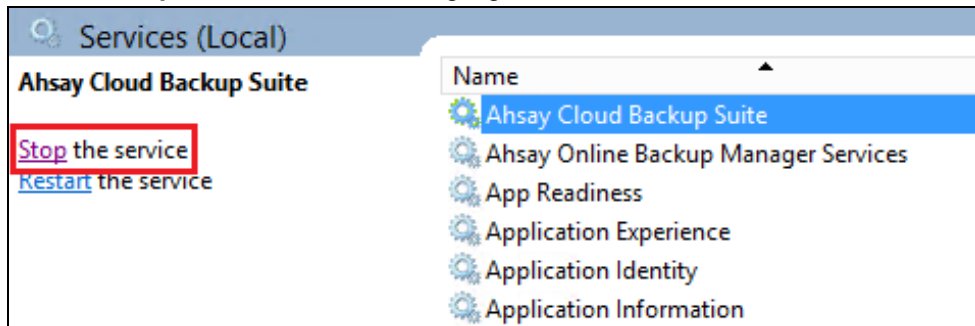 Services (Local)
Ahsay Cloud Backup Suite
Stop the service
Restart the service
Name
Ahsay Cloud Backup Suite
Ahsay Online Backup Manager Services
App Readiness
Application Experience
Application Identity
Application Information